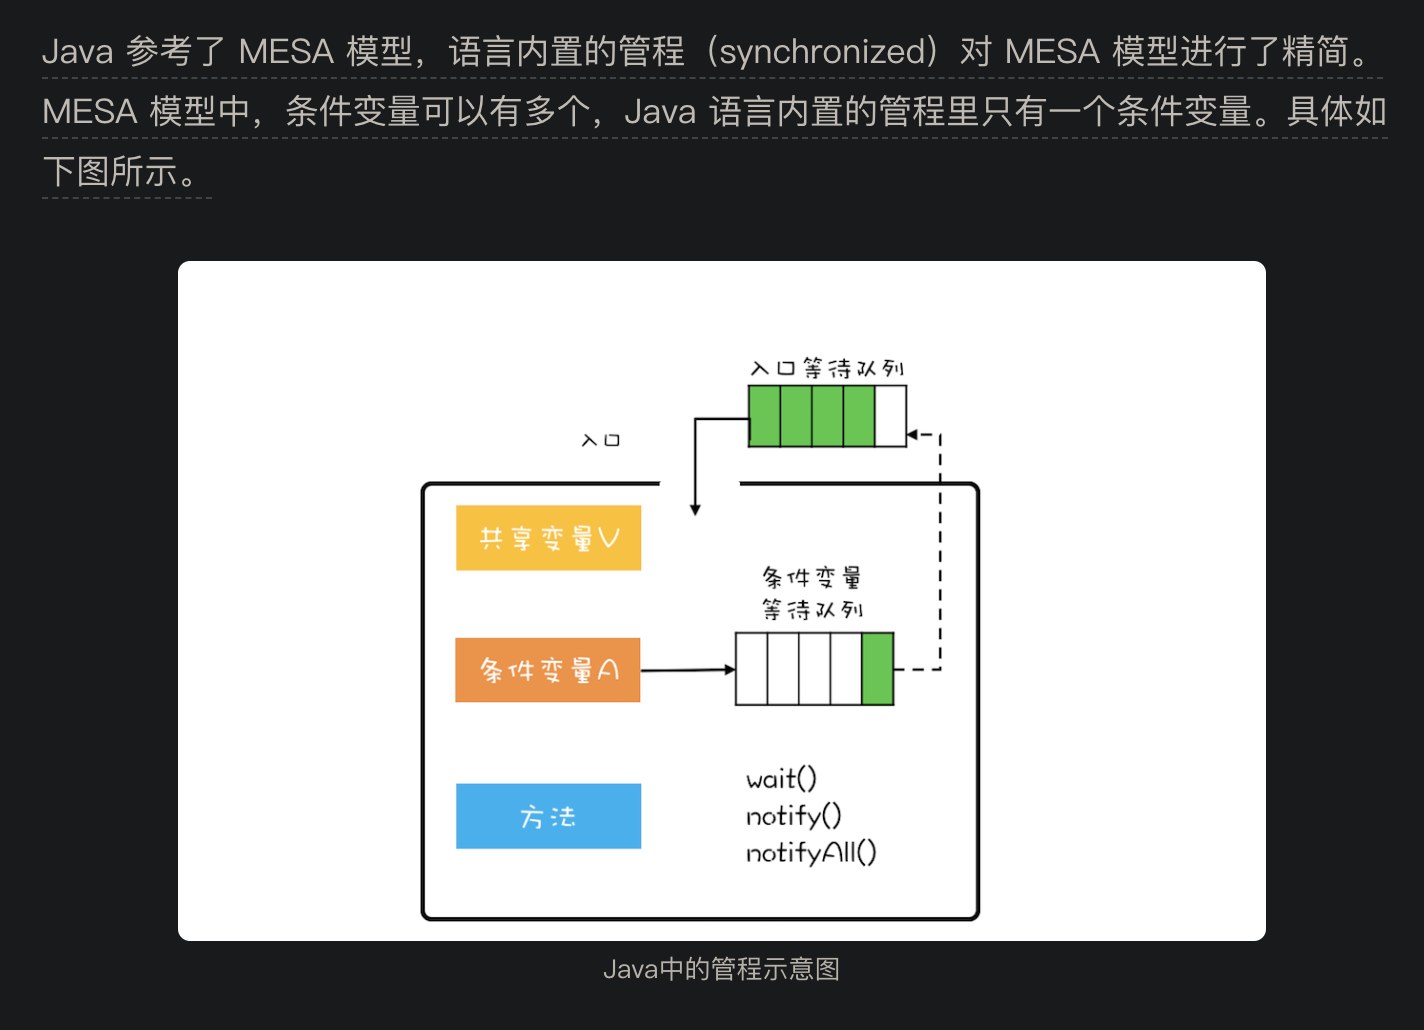 Java 参考了 MESA 模型，语言内置的管程（synchronized）对 MESA 模型进行了精简。
MESA 模型中，条件变量可以有多个，Java 语言内置的管程里只有一个条件变量。具体如
下图所示。
入口等待队列
入口
共享变量V
条件变量
等待队列
条件变量A
wait()
notify()
notifyAll()
方法
Java中的管程示意图